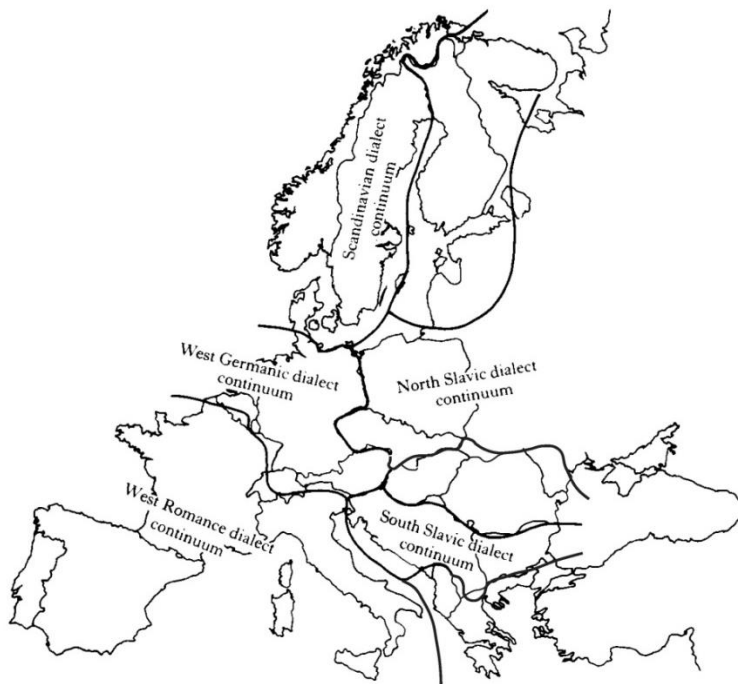 Scandinavian dialect
continuum
West Germanic dialect
continuum
North Slavic dialect
continuum
West Romance dialect
continuum
South Slavic dialect
continuum